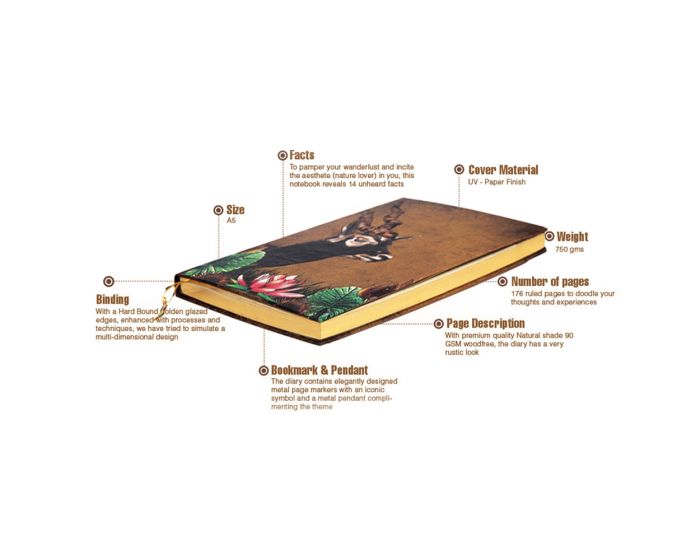 Facts
To pamper your wanderlust and incite
the aesthete (nature lover) in you, this
notebook reveals 14 unheard facts
Cover Material
UV - Paper Finish
Size
A5
Weight
750 gms
Number of pages
176 ruled pages to doodle your
thoughts and experiences
Binding
With a Hard Bound Golden glazed
edges, enhanced with processes and
techniques, we have tried to simulate a
multi-dimensional design
Page Description
With premium quality Natural shade 90
GSM woodfree, the diary has a very
rustic look
Bookmark & Pendant
The diary contains elegantly designed
metal page markers with an iconic
symbol and a metal pendant compli-
menting the theme